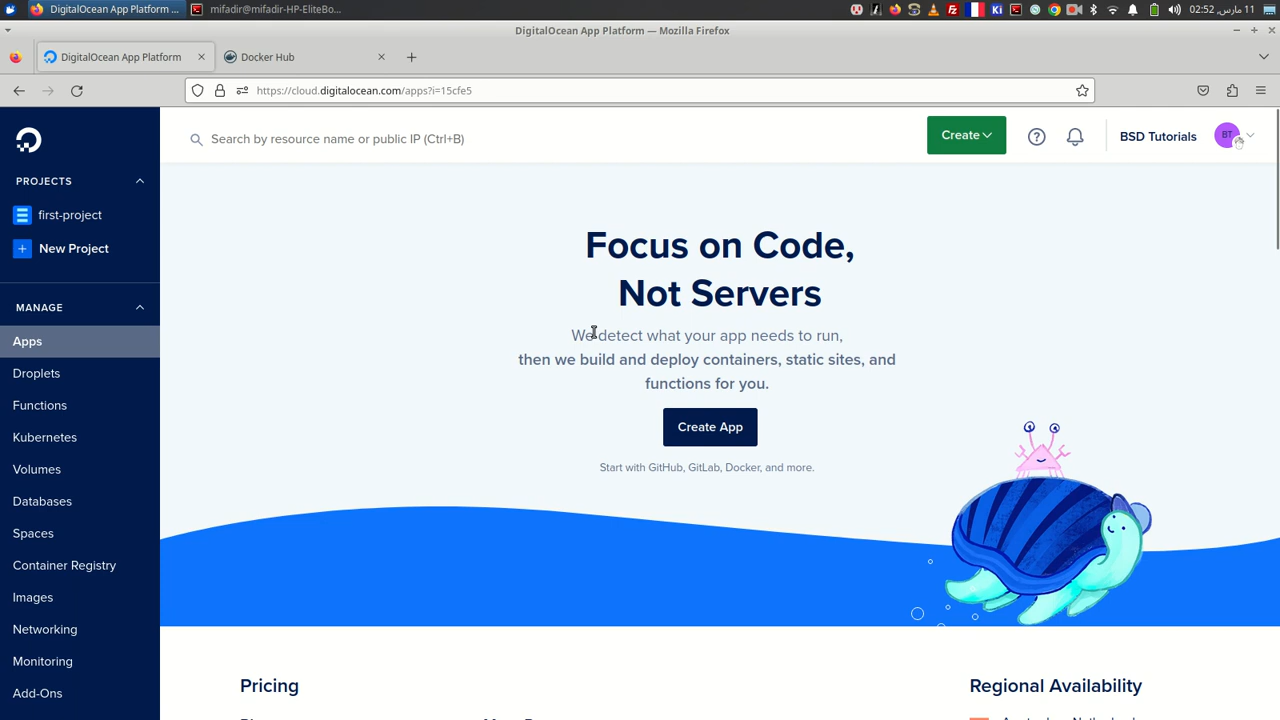 DigitalOcean App Platform ...
mifadir@mifadir-HP-EliteBo...
02:52 ,11 مارس
DigitalOcean App Platform — Mozilla Firefox
DigitalOcean App Platform
Docker Hub
https://cloud.digitalocean.com/apps?i=15cfe5
Search by resource name or public IP (Ctrl+B)
Create
BSD Tutorials
BT
PROJECTS
first-project
New Project
MANAGE
Apps
Droplets
Functions
Kubernetes
Volumes
Databases
Spaces
Container Registry
Images
Networking
Monitoring
Add-Ons
Focus on Code,
Not Servers
We detect what your app needs to run,
then we build and deploy containers, static sites, and
functions for you.
Create App
Start with GitHub, GitLab, Docker, and more.
Pricing
Regional Availability